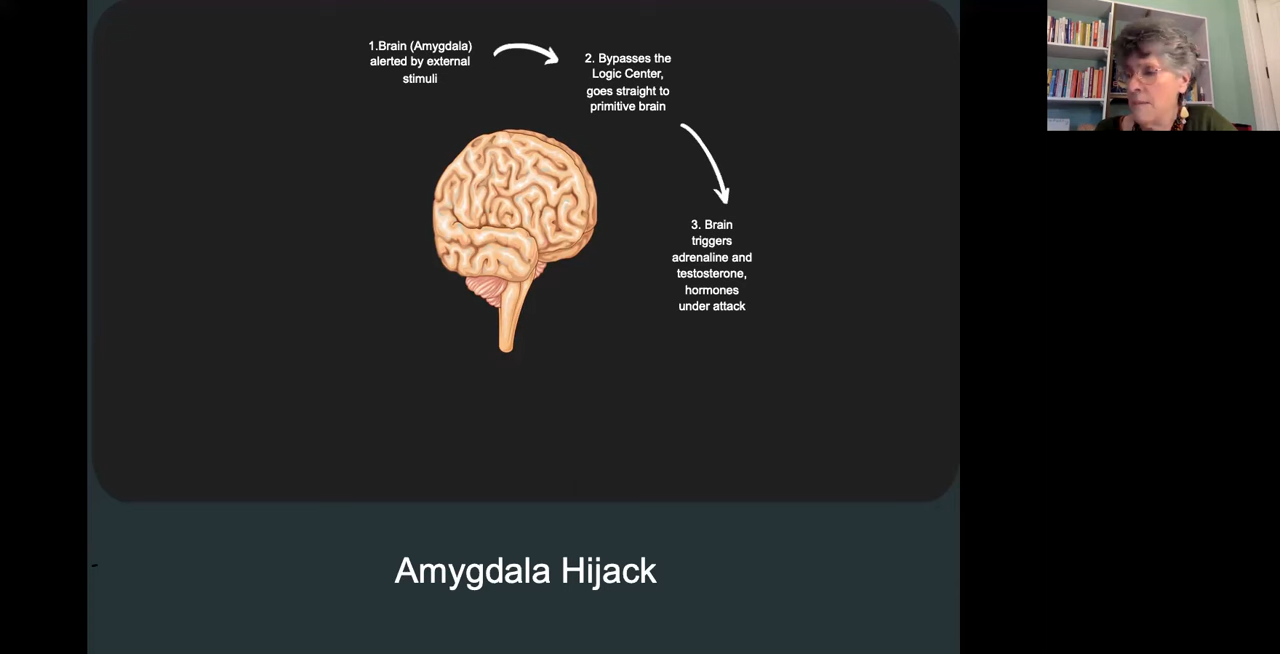 1.Brain (Amygdala)
alerted by external
stimuli
2. Bypasses the
Logic Center,
goes straight to
primitive brain
3. Brain
triggers
adrenaline and
testosterone,
hormones
under attack
Amygdala Hijack